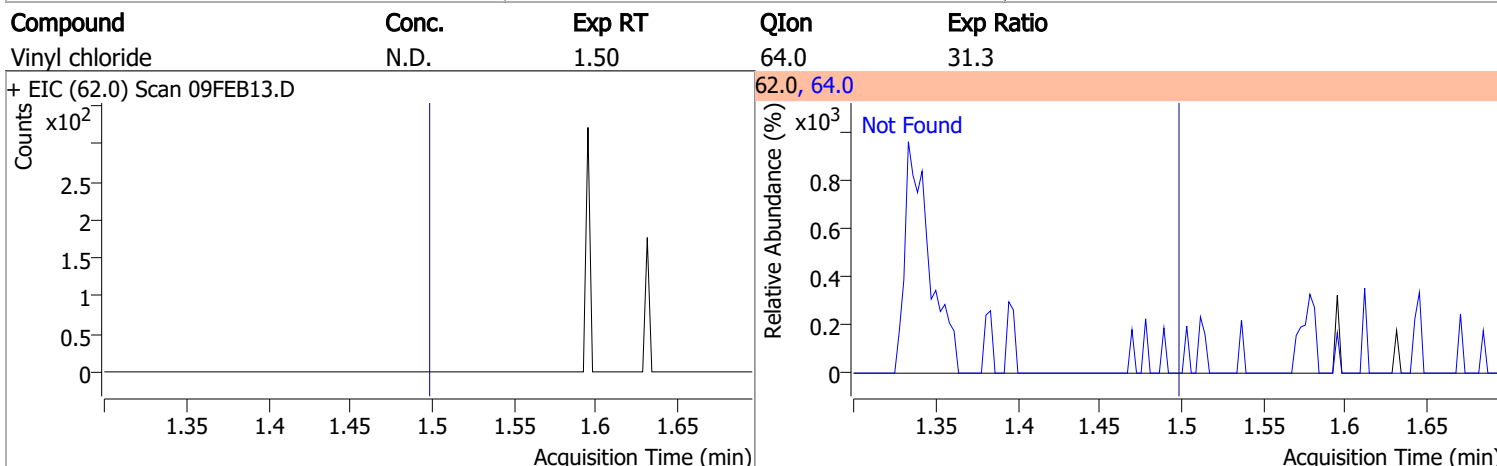 Compound Conc. Exp RT QIon Exp Ratio
Vinyl chloride N.D. 1.50 64.0 31.3
+ EIC (62.0) Scan 09FEB13.D
62.0, 64.0
Counts
x10²
2.5
2
1.5
1
0.5
0
1.35 1.4 1.45 1.5 1.55 1.6 1.65
Acquisition Time (min)
Relative Abundance (%)
x10³
Not Found
0.8
0.6
0.4
0.2
0
1.35 1.4 1.45 1.5 1.55 1.6 1.65
Acquisition Time (min)